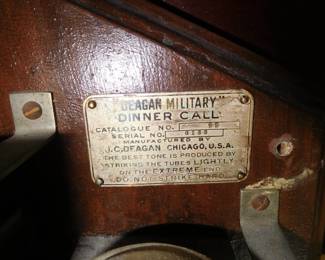 "DEAGAN MILITARY"
DINNER CALL
CATALOGUE NO.
SERIAL NO.
MANUFACTURED BY
J.C.DEAGAN CHICAGO, U.S.A.
THE BEST TONE IS PRODUCED BY
STRIKING THE TUBES LIGHTLY
ON THE EXTREME END
DO NOT STRIKE HARD